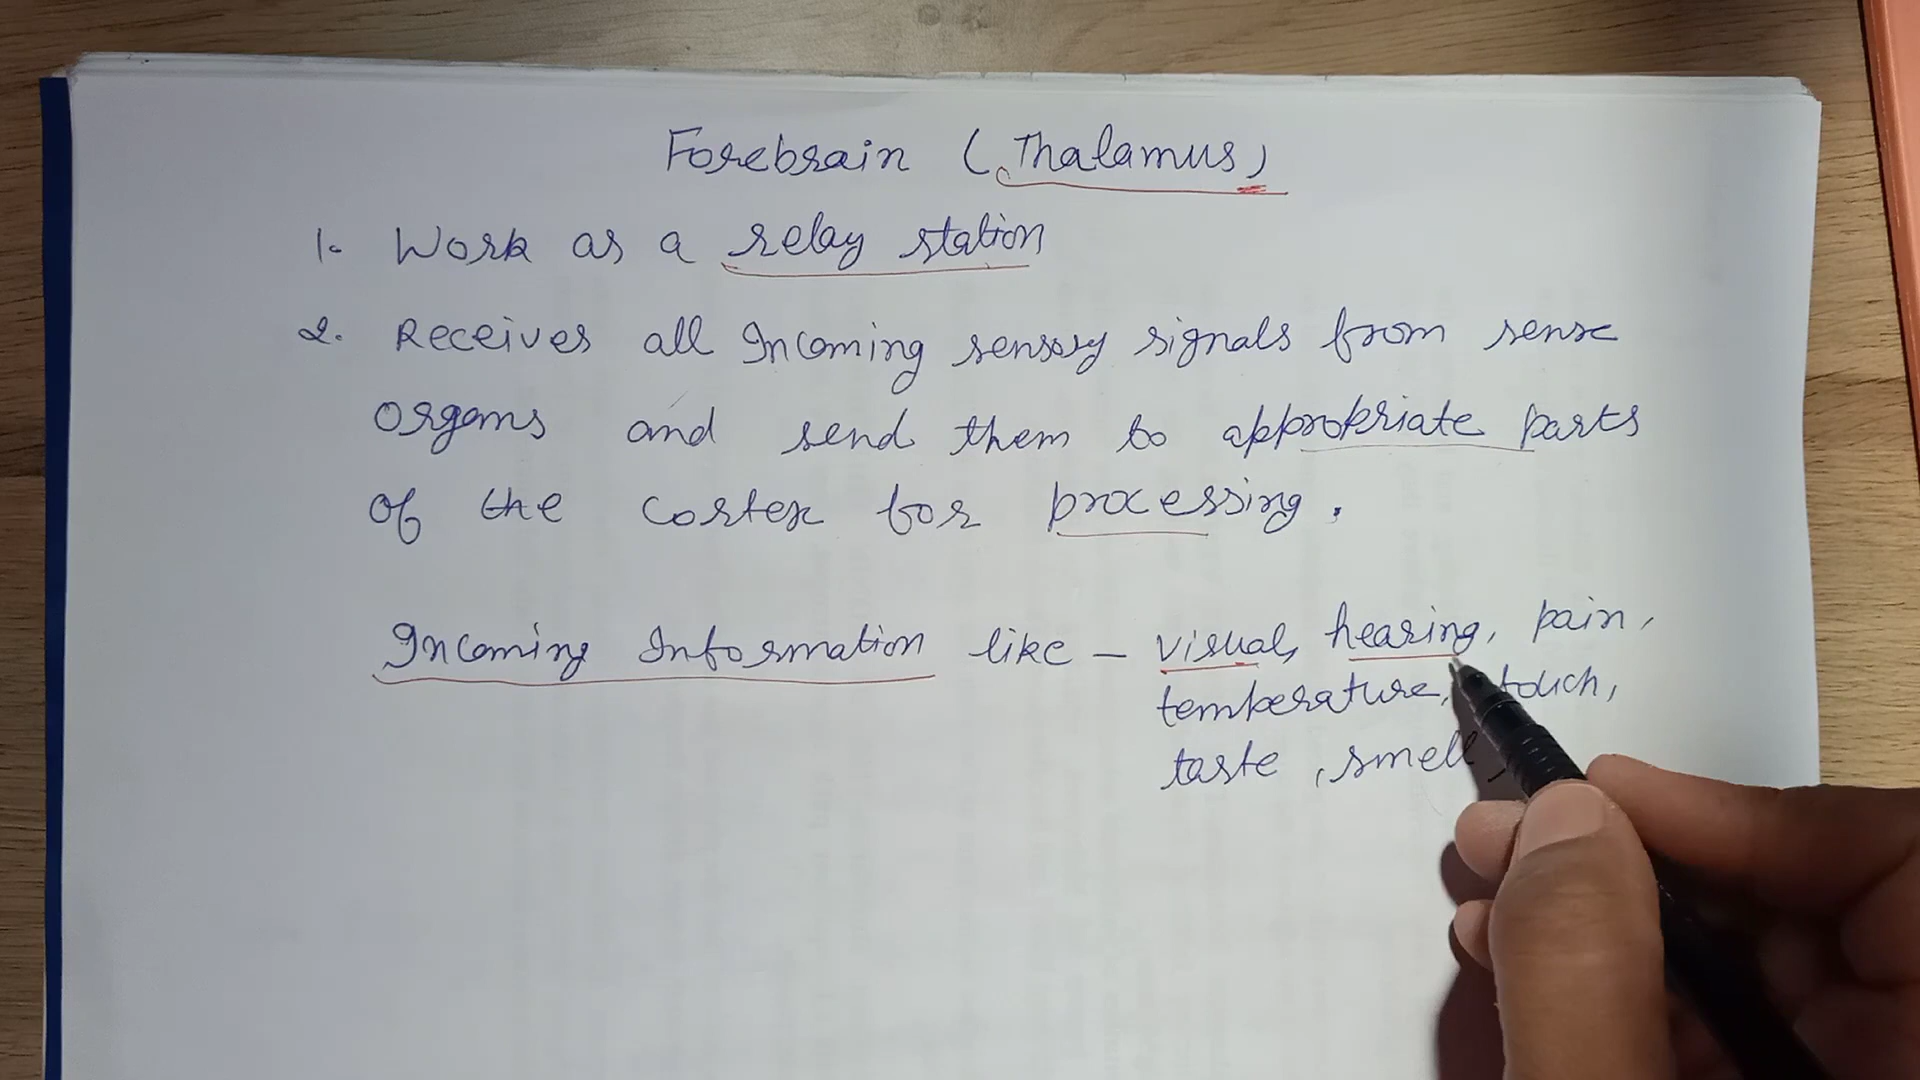 Forebrain (Thalamus)
1. Work as a relay station
2. Receives all Incoming sensory signals from sense
organs and send them to appropriate parts
of the cortex for processing.
Incoming Information like - visual, hearing, pain,
temperature, touch,
taste, smell,